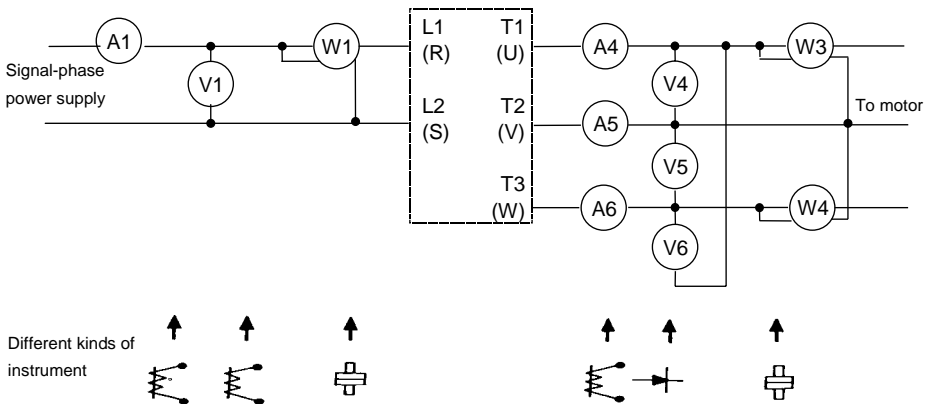 A1
W1
L1
(R)
T1
(U)
A4
W3
Signal-phase
power supply
V1
V4
L2
(S)
T2
(V)
A5
To motor
V5
T3
(W)
A6
W4
V6
Different kinds of
instrument